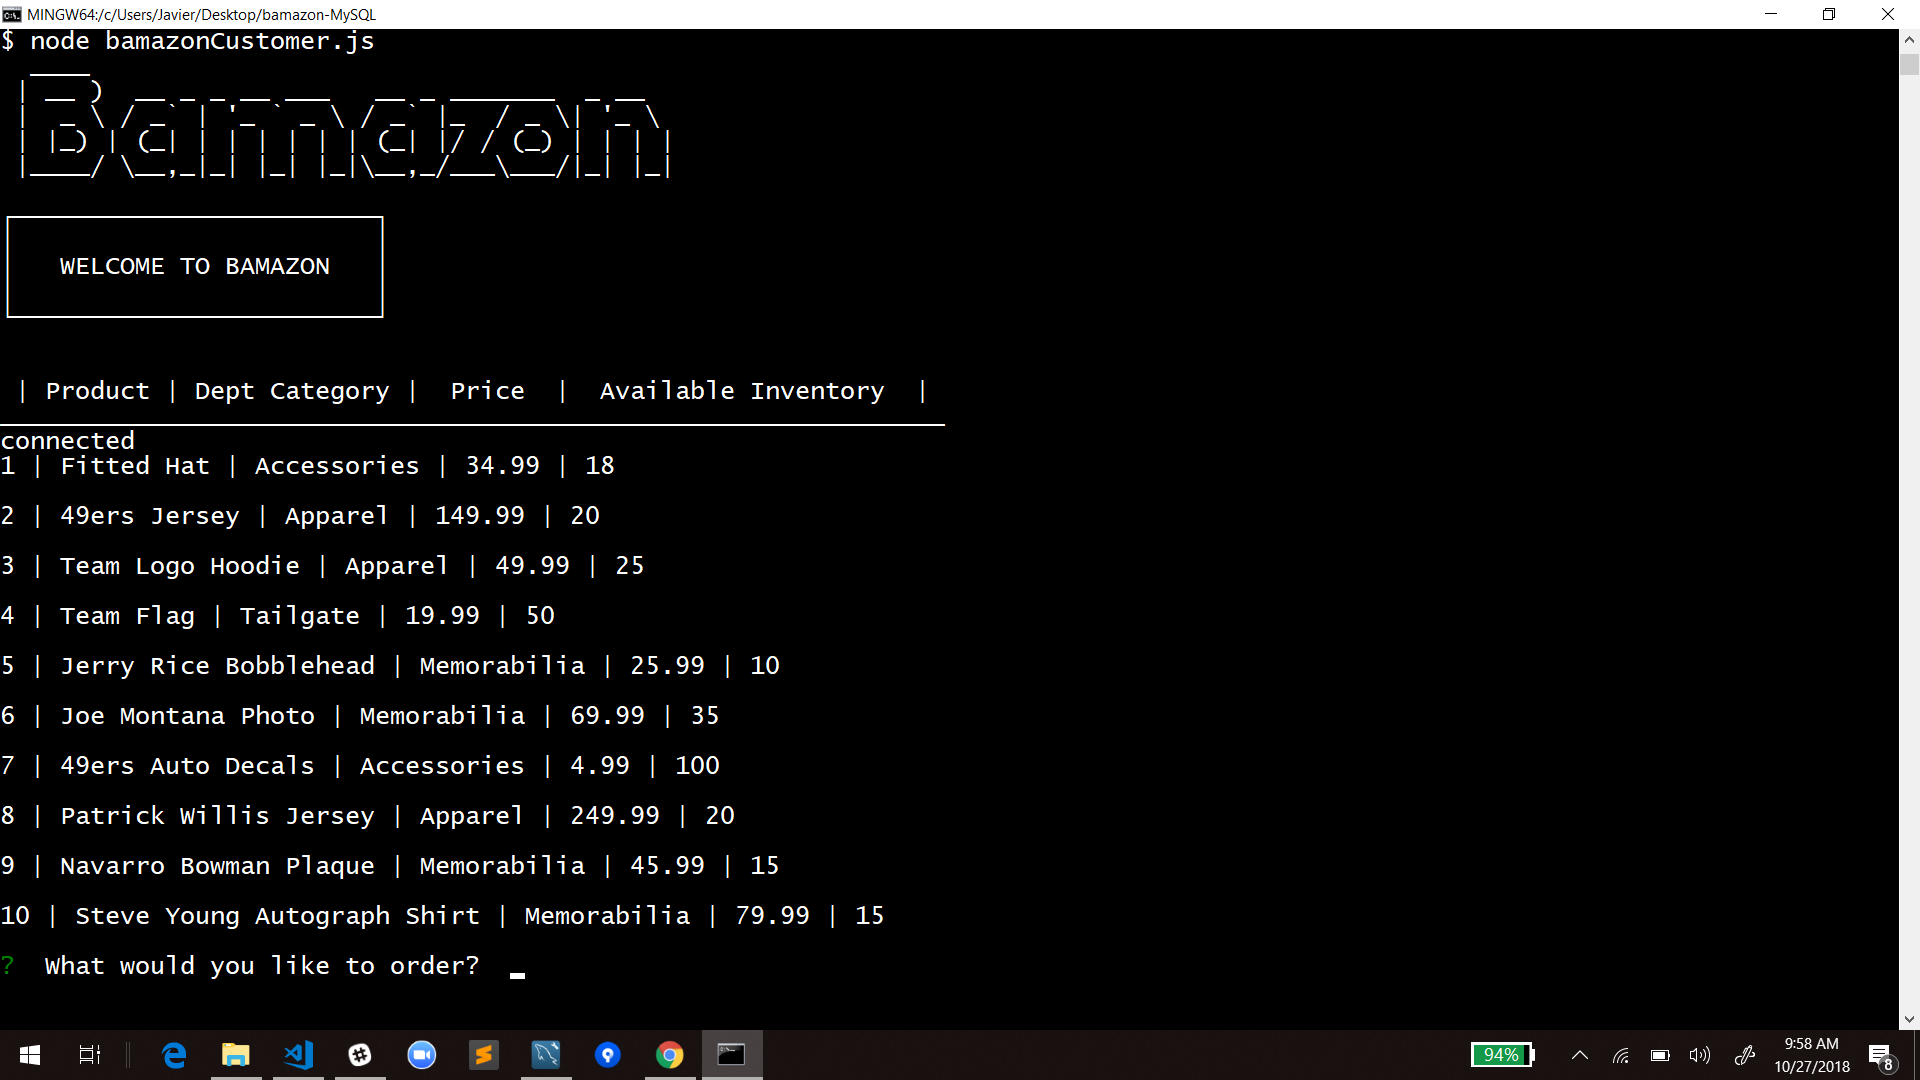 MINGW64:/c/Users/Javier/Desktop/bamazon-MySQL
$ node bamazonCustomer.js
Bamazon
WELCOME TO BAMAZON
| Product | Dept Category | Price | Available Inventory |
connected
1 | Fitted Hat | Accessories | 34.99 | 18
2 | 49ers Jersey | Apparel | 149.99 | 20
3 | Team Logo Hoodie | Apparel | 49.99 | 25
4 | Team Flag | Tailgate | 19.99 | 50
5 | Jerry Rice Bobblehead | Memorabilia | 25.99 | 10
6 | Joe Montana Photo | Memorabilia | 69.99 | 35
7 | 49ers Auto Decals | Accessories | 4.99 | 100
8 | Patrick Willis Jersey | Apparel | 249.99 | 20
9 | Navarro Bowman Plaque | Memorabilia | 45.99 | 15
10 | Steve Young Autograph Shirt | Memorabilia | 79.99 | 15
? What would you like to order?
94%
9:58 AM
10/27/2018
8